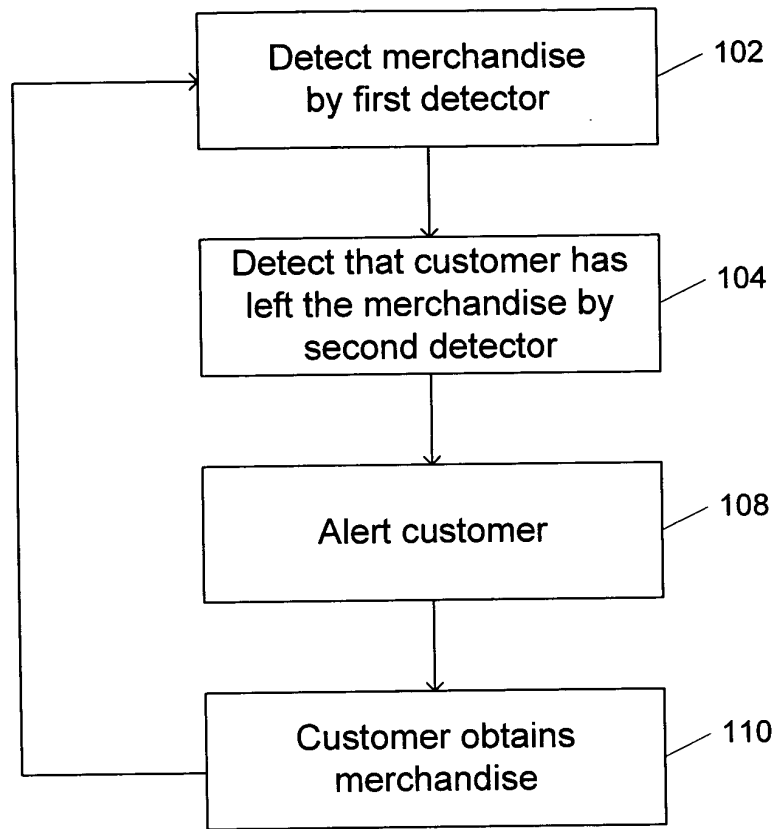 Detect merchandise
by first detector
102
Detect that customer has
left the merchandise by
second detector
104
Alert customer
108
Customer obtains
merchandise
110